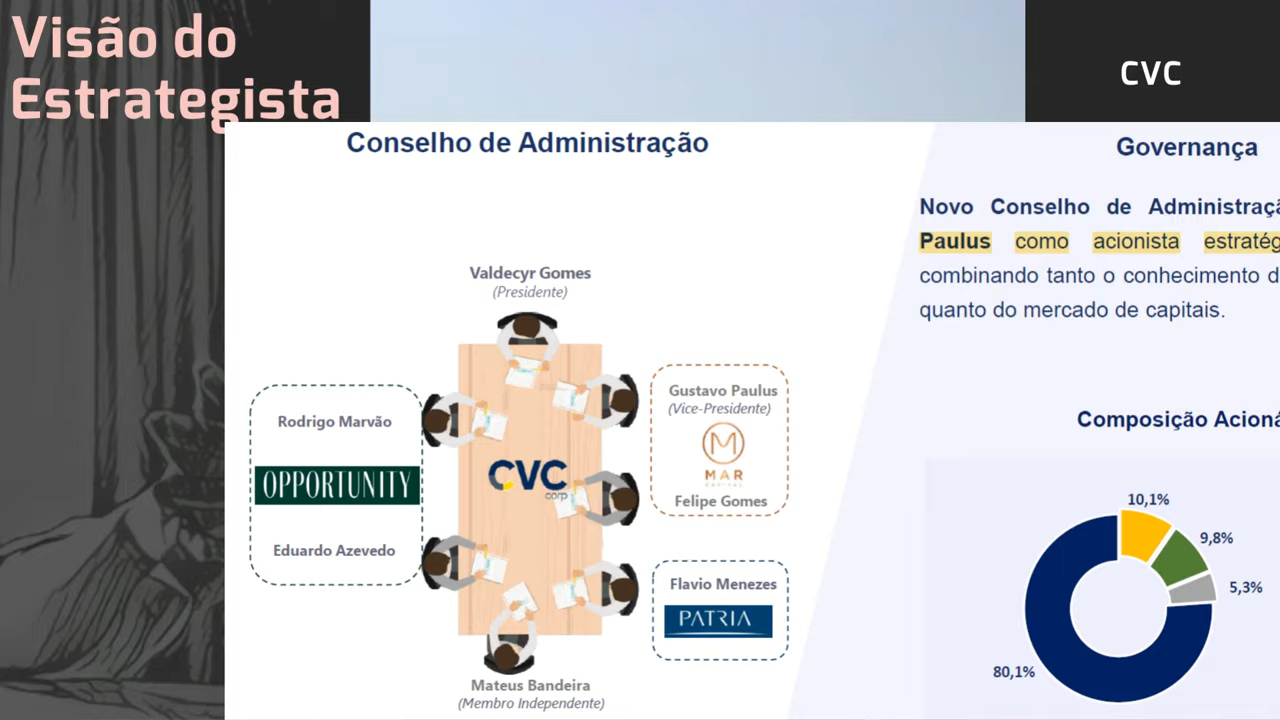 Visão do
Estrategista
CVC
Conselho de Administração
Valdecyr Gomes
(Presidente)
Rodrigo Marvão
OPPORTUNITY
Eduardo Azevedo
CVC
corp
Gustavo Paulus
(Vice-Presidente)
M
MAR
CAPITAL
Felipe Gomes
Flavio Menezes
PATRIA
Mateus Bandeira
(Membro Independente)
Governança
Novo Conselho de Administraçã
Paulus como acionista estratég
combinando tanto o conhecimento d
quanto do mercado de capitais.
Composição Acioná
10,1%
9,8%
5,3%
80,1%